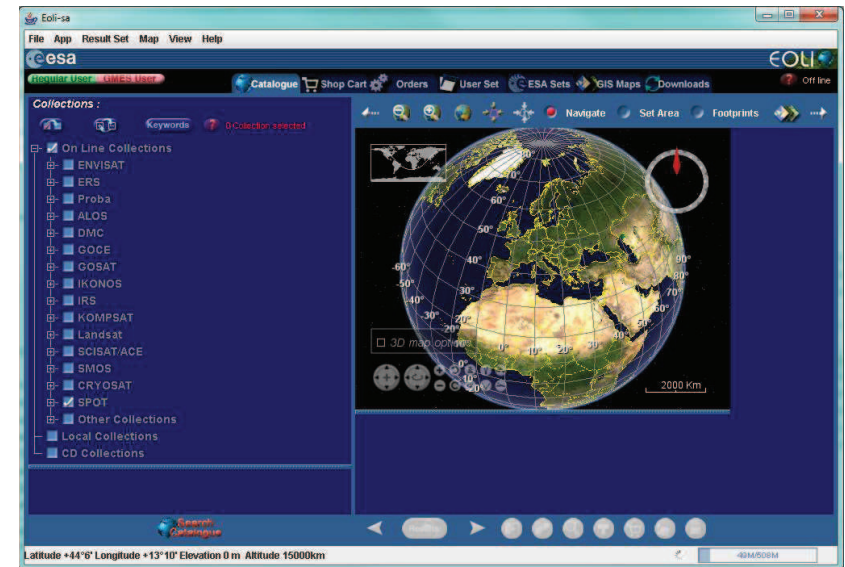 Eoli-sa
File App Result Set Map View Help
esa
EOLI
Regular User GMES User
Catalogue Shop Cart Orders User Set ESA Sets GIS Maps Downloads
Off line
Collections :
Keywords
0 Collection selected
Navigate Set Area Footprints
On Line Collections
ENVISAT
ERS
Proba
ALOS
DMC
GOCE
GOSAT
IKONOS
IRS
KOMPSAT
Landsat
SCISAT/ACE
SMOS
CRYOSAT
SPOT
Other Collections
Local Collections
CD Collections
80°
70°
60°
50°
40°
30°
20°
10°
0°
-60°
-50°
-40°
-30°
-20°
-10°
0°
10°
20°
30°
40°
50°
60°
70°
80°
90°
3D map options
2000 Km
Search
Catalogue
Latitude +44°6' Longitude +13°10' Elevation 0 m Altitude 15000km
49M/508M